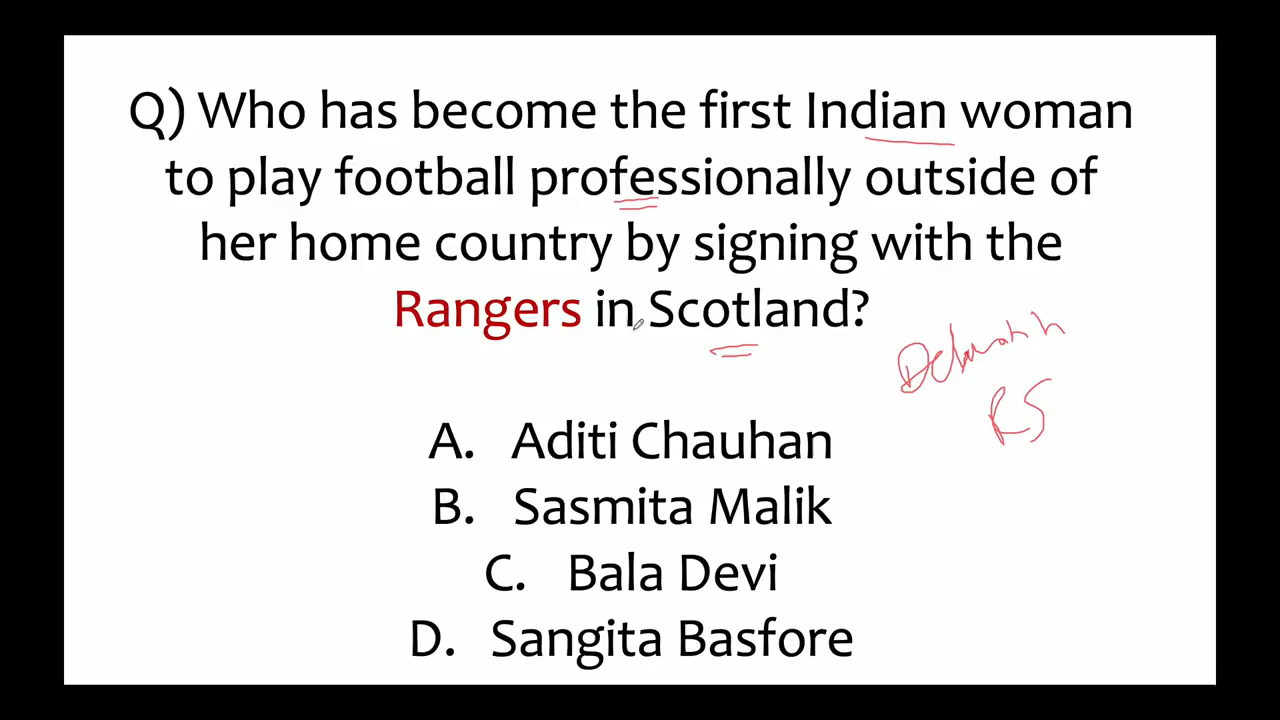 Q) Who has become the first Indian woman
to play football professionally outside of
her home country by signing with the
Rangers in Scotland?
RS
A. Aditi Chauhan
B. Sasmita Malik
C. Bala Devi
D. Sangita Basfore